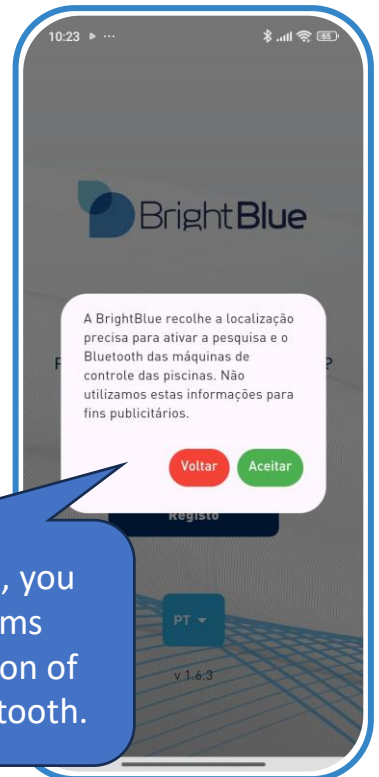 10:23
65
BrightBlue
A BrightBlue recolhe a localização
precisa para ativar a pesquisa e o
Bluetooth das máquinas de
controle das piscinas. Não
utilizamos estas informações para
fins publicitários.
Voltar Aceitar
Registo
, you
ms
on of
tooth.
PT
v 1.6.3